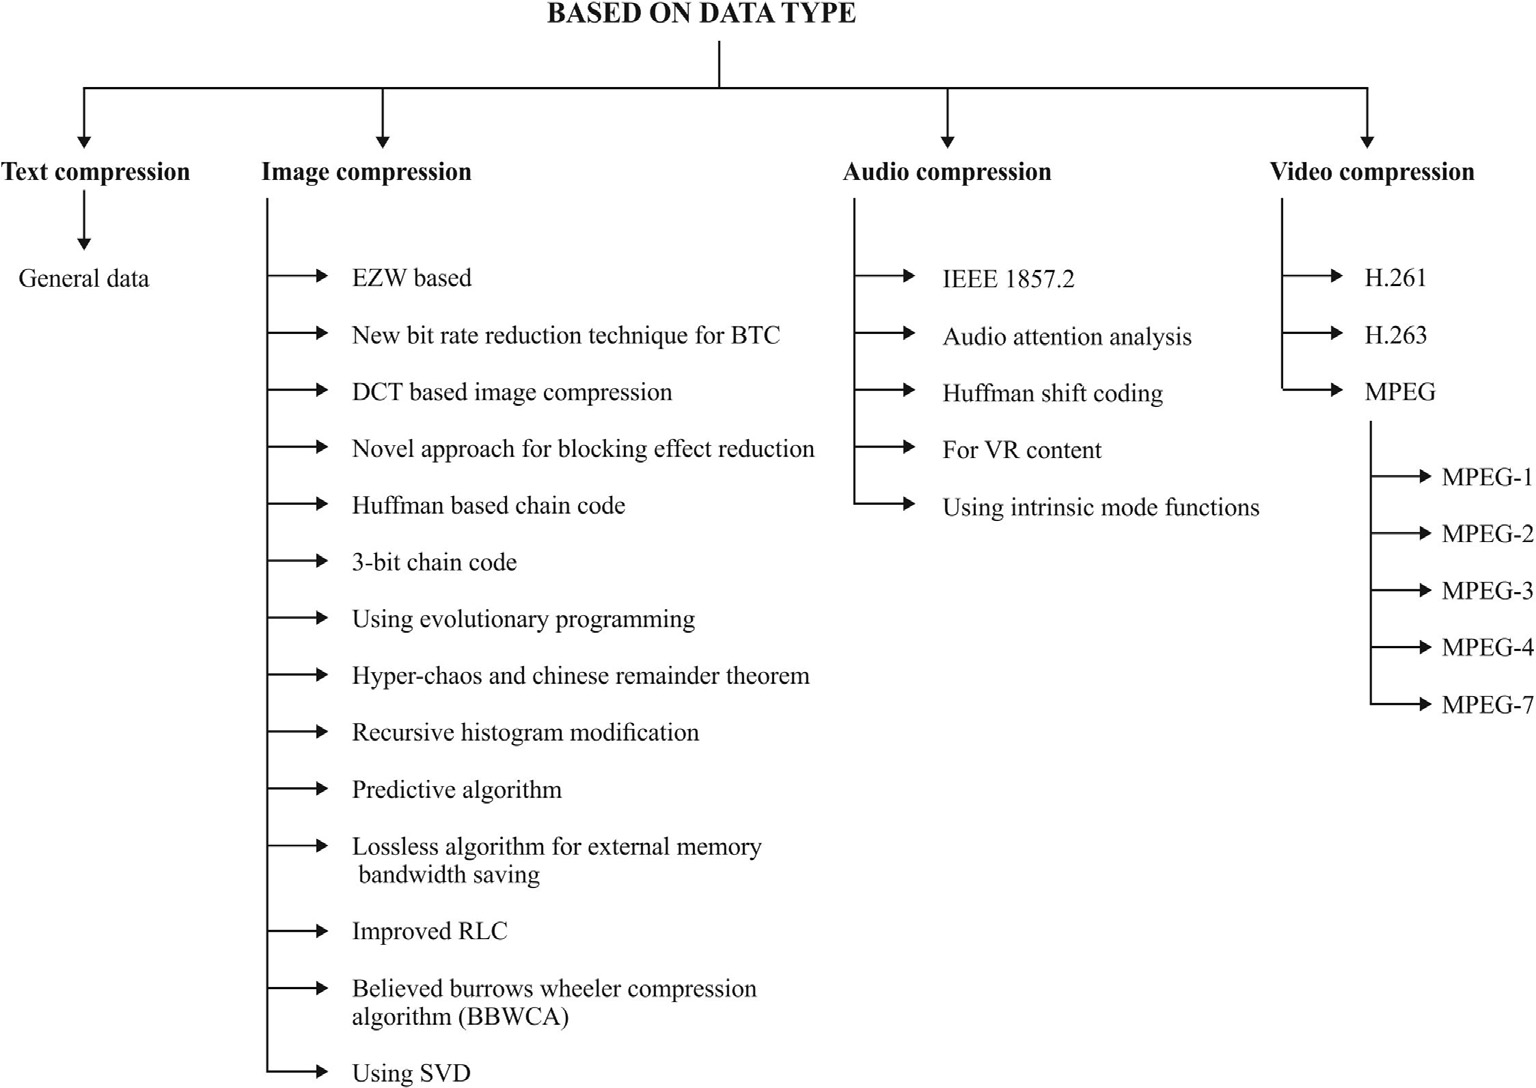 BASED ON DATA TYPE
Text compression
General data
Image compression
EZW based
New bit rate reduction technique for BTC
DCT based image compression
Novel approach for blocking effect reduction
Huffman based chain code
3-bit chain code
Using evolutionary programming
Hyper-chaos and chinese remainder theorem
Recursive histogram modification
Predictive algorithm
Lossless algorithm for external memory
bandwidth saving
Improved RLC
Believed burrows wheeler compression
algorithm (BBWCA)
Using SVD
Audio compression
IEEE 1857.2
Audio attention analysis
Huffman shift coding
For VR content
Using intrinsic mode functions
Video compression
H.261
H.263
MPEG
MPEG-1
MPEG-2
MPEG-3
MPEG-4
MPEG-7